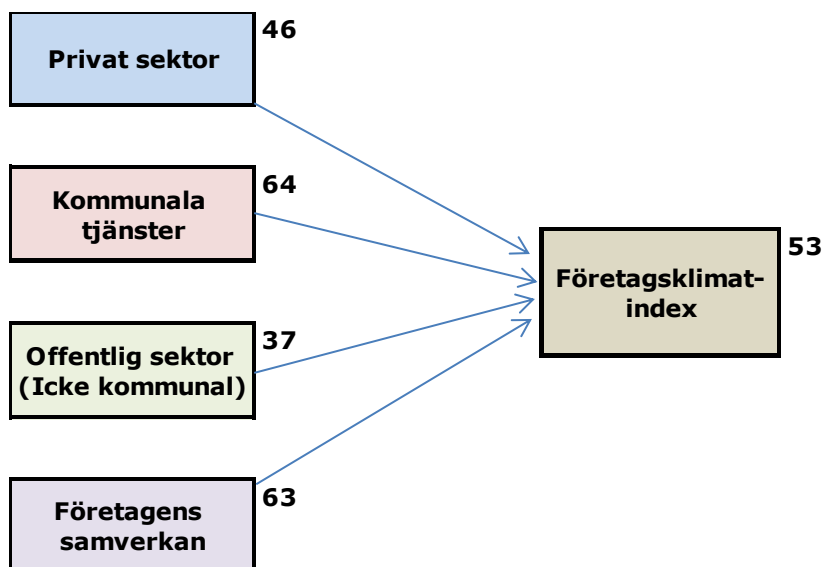 46
Privat sektor
64
Kommunala
tjänster
53
Företagsklimat-
index
37
Offentlig sektor
(Icke kommunal)
63
Företagens
samverkan